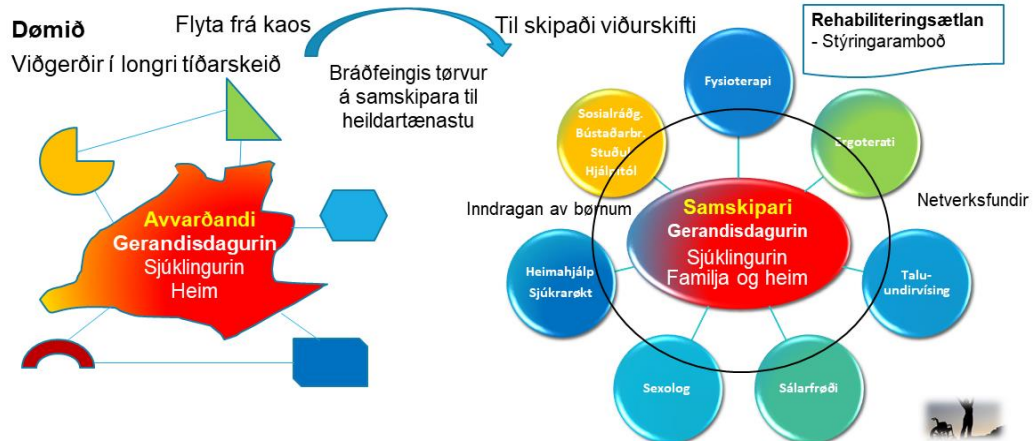 Dømið
Viðgerðir í longri tíðarskeið
Flyta frá kaos
Til skipaði viðurskifti
Bráðfeingis tørvur
á samskipara til
heildartænastu
Rehabiliteringsætlan
- Stýringaramboð
Avvarðandi
Gerandisdagurin
Sjúklingurin
Heim
Fysioterapi
Sosialráðg.
Bústaðarbr.
Stuðul
Hjálpitól
Ergoterati
Inndragan av børnum
Netverksfundir
Samskipari
Gerandisdagurin
Sjúklingurin
Familja og heim
Heimahjálp
Sjúkrarøkt
Talu-
undirvísing
Sexolog
Sálarfrøði